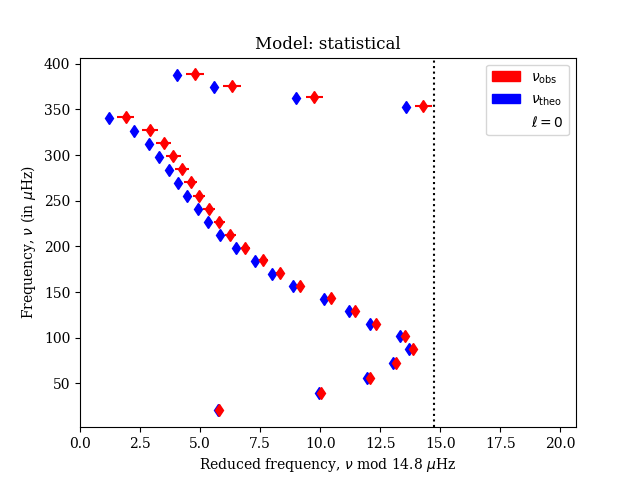 Model: statistical
400
350
300
250
200
150
100
50
Frequency, ν (in μHz)
0.0 2.5 5.0 7.5 10.0 12.5 15.0 17.5 20.0
Reduced frequency, ν mod 14.8 μHz
ν_obs
ν_theo
ℓ = 0